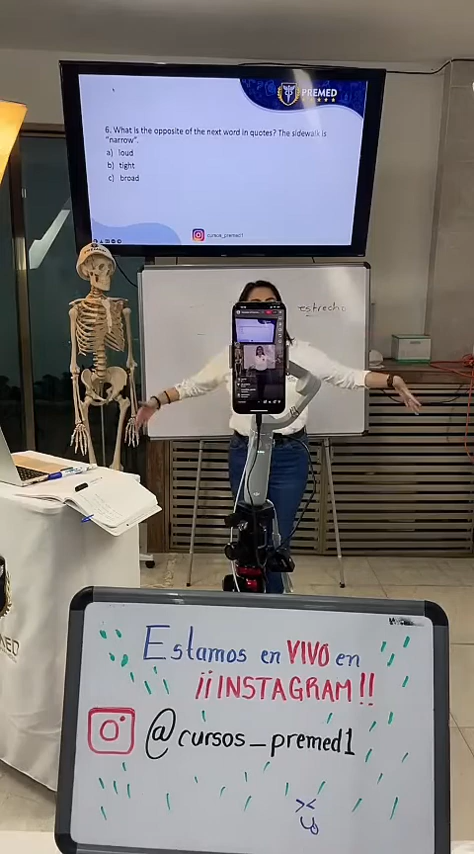 PREMED
6. What is the opposite of the next word in quotes? The sidewalk is
"narrow".
a) loud
b) tight
c) broad
cursos_premed1
estrecho
Estamos en VIVO en
¡¡INSTAGRAM!!
@cursos_premed1